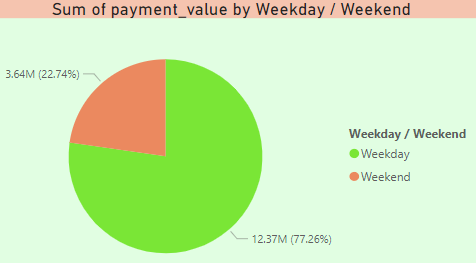 Sum of payment_value by Weekday / Weekend
3.64M (22.74%)
Weekday / Weekend
Weekday
Weekend
12.37M (77.26%)